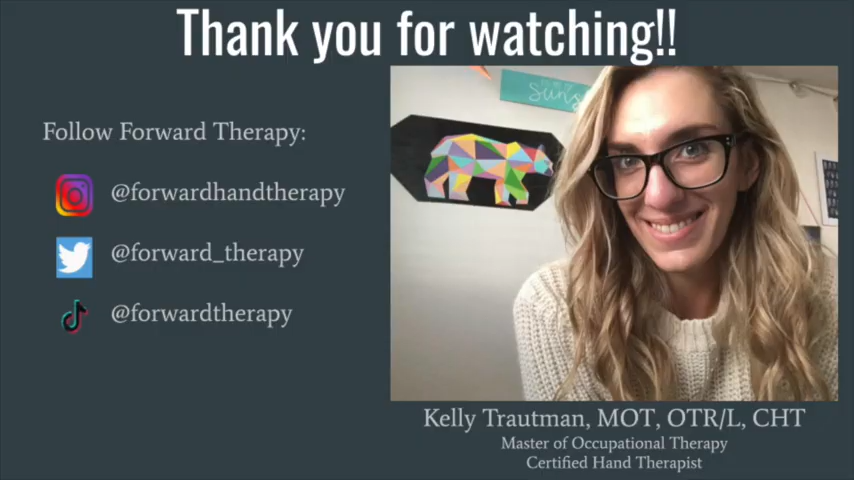 Thank you for watching!!
Follow Forward Therapy:
@forwardhandtherapy
@forward_therapy
@forwardtherapy
suns
Kelly Trautman, MOT, OTR/L, CHT
Master of Occupational Therapy
Certified Hand Therapist